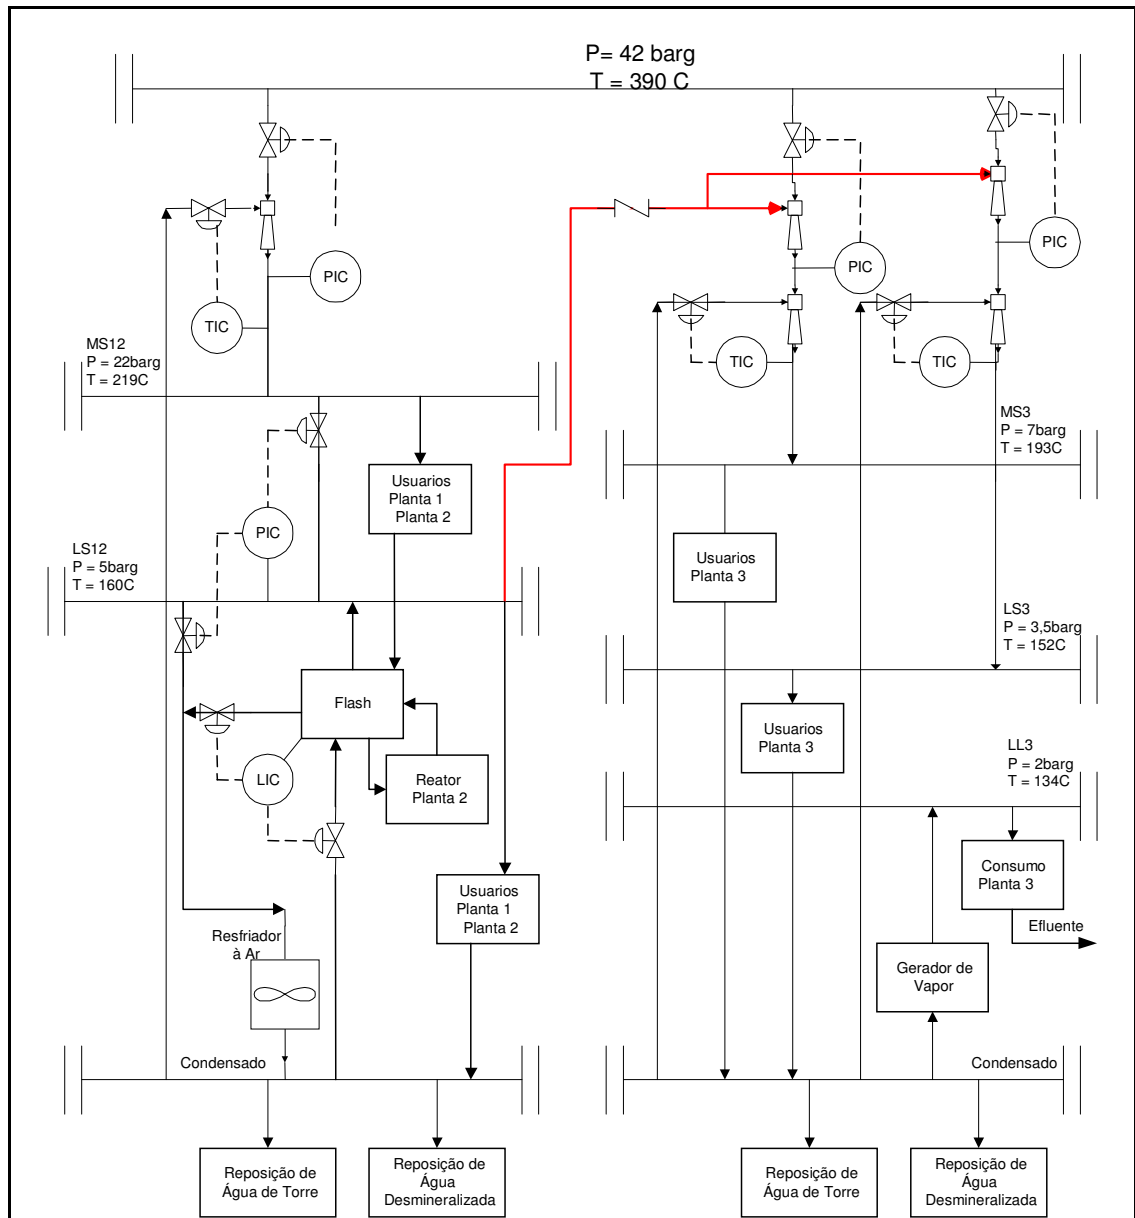 P= 42 barg
T = 390 C
PIC
PIC
PIC
TIC
TIC
TIC
MS12
P = 22barg
T = 219C
MS3
P = 7barg
T = 193C
Usuarios
Planta 1
Planta 2
PIC
LS12
P = 5barg
T = 160C
Usuarios
Planta 3
LS3
P = 3,5barg
T = 152C
Flash
Usuarios
Planta 3
LIC
Reator
Planta 2
LL3
P = 2barg
T = 134C
Usuarios
Planta 1
Planta 2
Consumo
Planta 3
Efluente
Resfriador
à Ar
Gerador de
Vapor
Condensado
Condensado
Reposição de
Água de Torre
Reposição de
Água
Desmineralizada
Reposição de
Água de Torre
Reposição de
Água
Desmineralizada